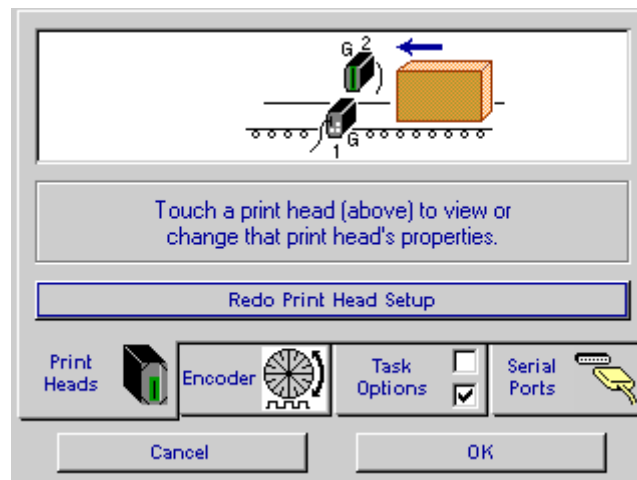 G 2
1 G
Touch a print head (above) to view or
change that print head's properties.
Redo Print Head Setup
Print
Heads
Encoder
Task
Options
Serial
Ports
Cancel
OK